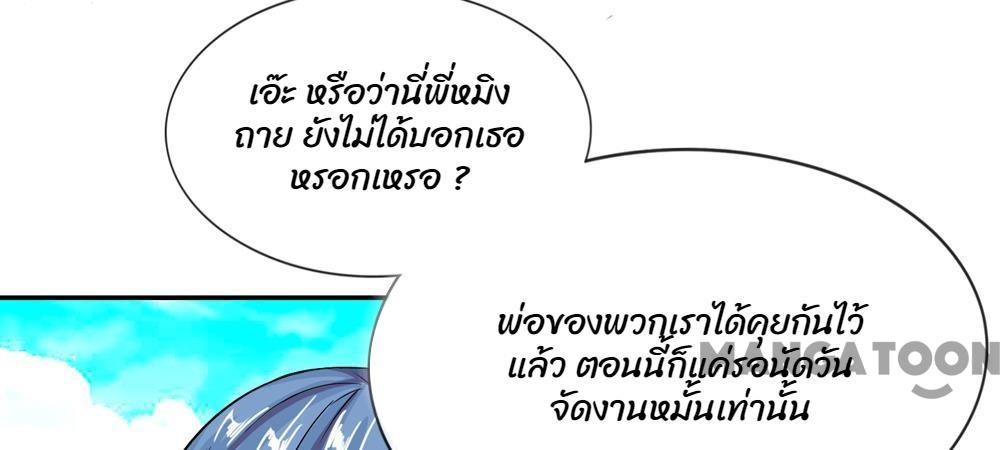 เอ๊ะ หรือว่านี่พี่หมิง
ถาย ยังไม่ได้บอกเธอ
หรอกเหรอ ?
พ่อของพวกเราได้คุยกันไว้
แล้ว ตอนนี้ก็แค่รอนัดวัน
จัดงานหมั้นเท่านั้น
MANGATOON